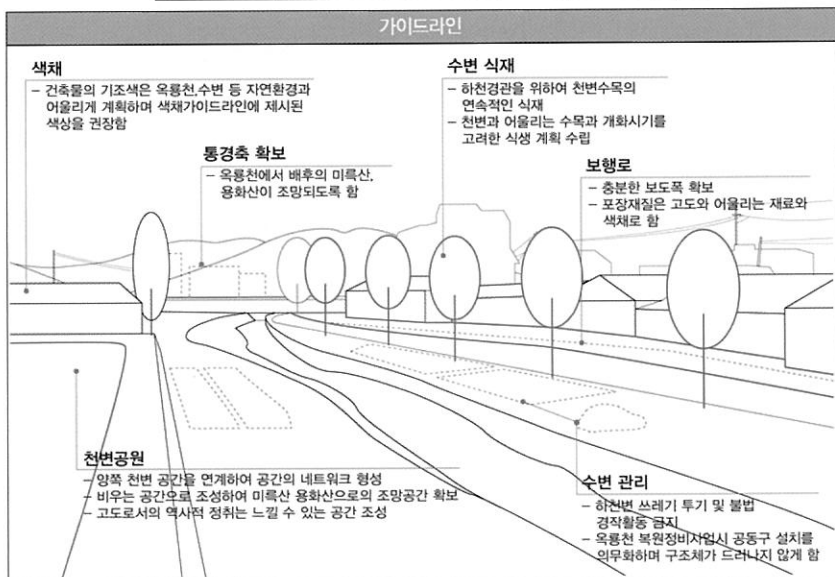 가이드라인
색채
- 건축물의 기조색은 옥룡천,수변 등 자연환경과
어울리게 계획하며 색채가이드라인에 제시된
색상을 권장함
통경축 확보
- 옥룡천에서 배후의 미륵산,
용화산이 조망되도록 함
수변 식재
- 하천경관을 위하여 천변수목의
연속적인 식재
- 천변과 어울리는 수목과 개화시기를
고려한 식생 계획 수립
보행로
- 충분한 보도폭 확보
- 포장재질은 고도와 어울리는 재료와
색채로 함
천변공원
- 양쪽 천변 공간을 연계하여 공간의 네트워크 형성
- 비우는 공간으로 조성하여 미륵산 용화산으로의 조망공간 확보
- 고도로서의 역사적 정취는 느낄 수 있는 공간 조성
수변 관리
- 하천변 쓰레기 투기 및 불법
경작활동 금지
- 옥룡천 복원정비사업시 공동구 설치를
의무화하며 구조체가 드러나지 않게 함